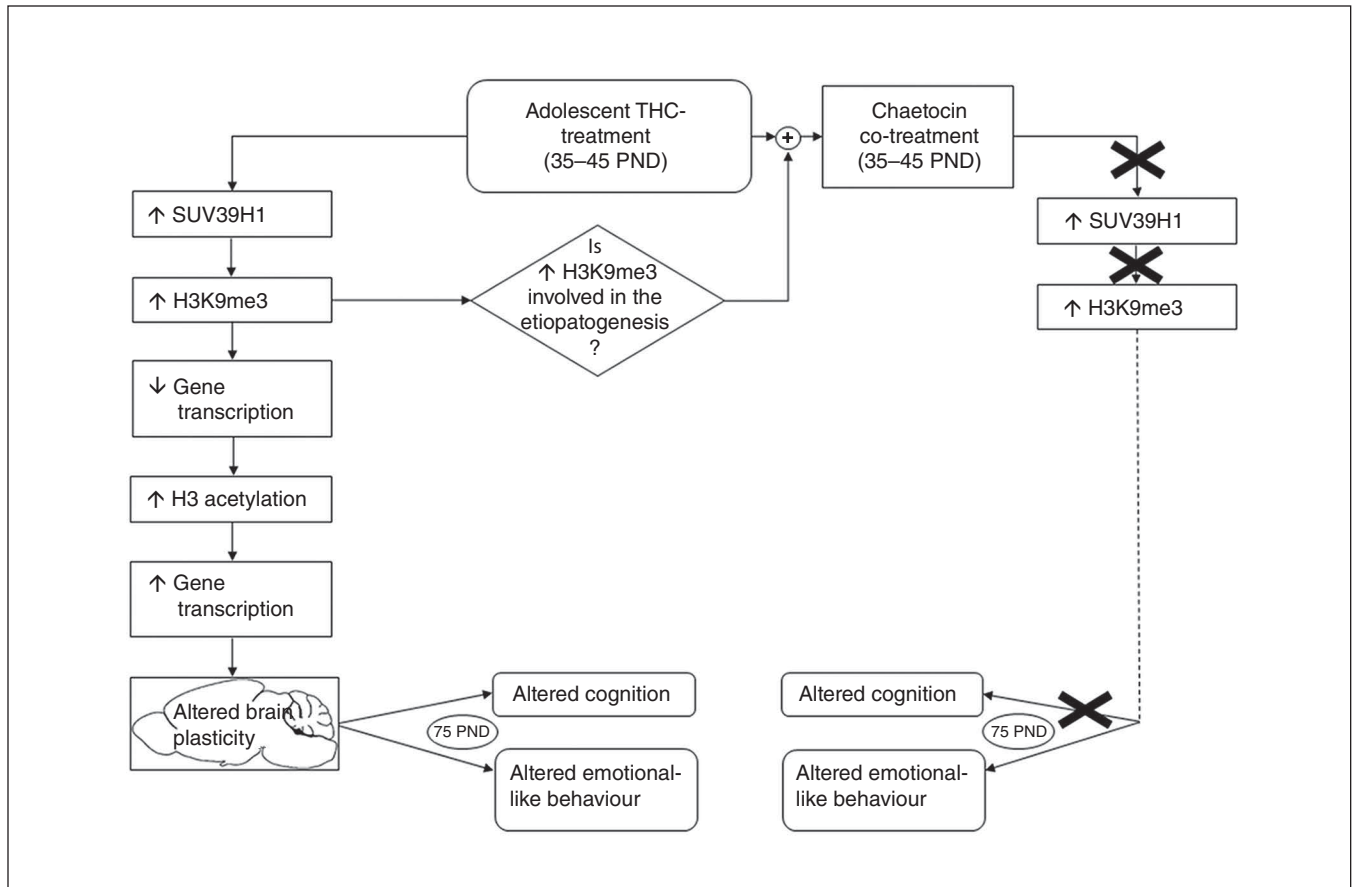 Adolescent THC-
treatment
(35–45 PND)
+
Chaetocin
co-treatment
(35–45 PND)
↑ SUV39H1
↑ H3K9me3
↓ Gene
transcription
↑ H3 acetylation
↑ Gene
transcription
Altered brain
plasticity
Is
↑ H3K9me3
involved in the
etiopathogenesis
?
↑ SUV39H1
↑ H3K9me3
Altered cognition
75 PND
Altered emotional-
like behaviour
Altered cognition
75 PND
Altered emotional-
like behaviour